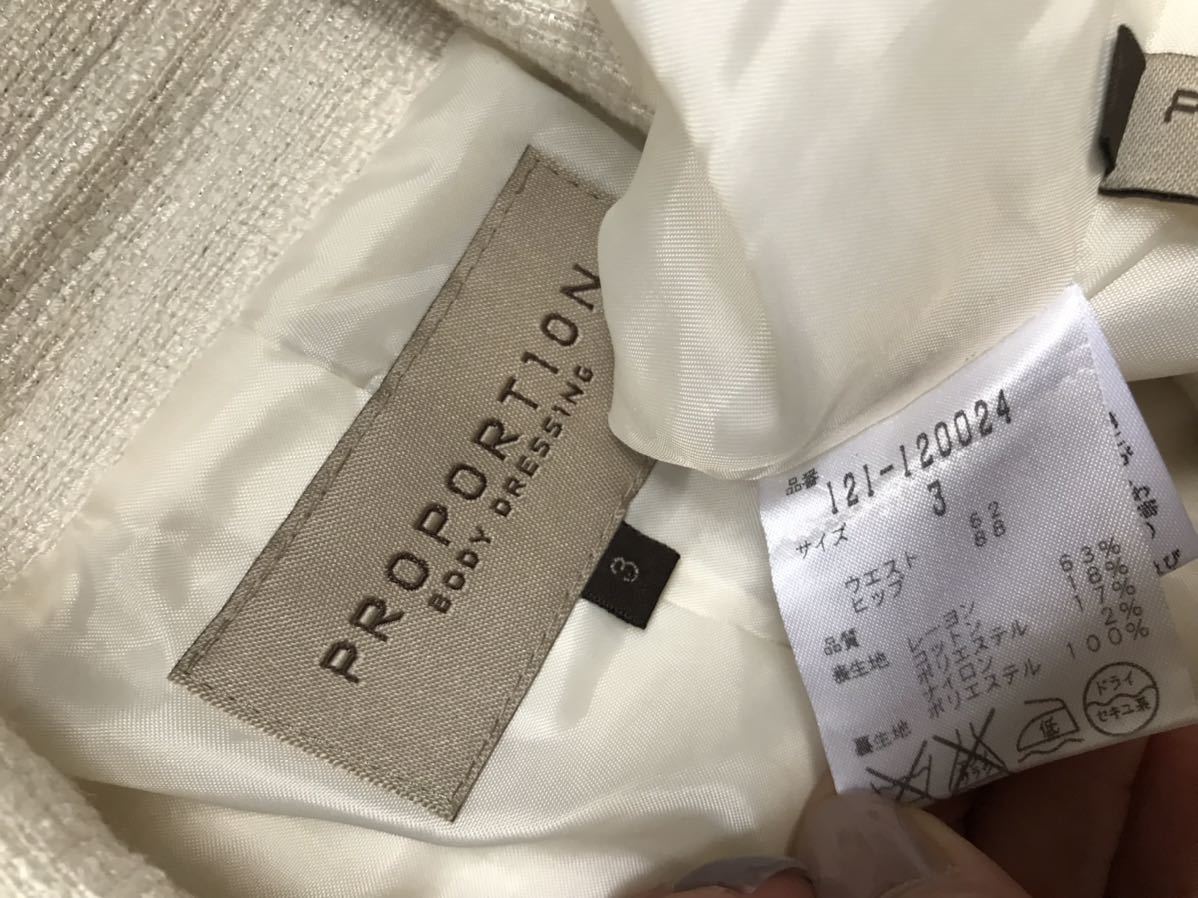 PROPORTION
BODY DRESSING
3
P
品番 121-120024
サイズ 3
ウエスト 62
ヒップ 88
品質
表生地 レーヨン 63%
コットン 18%
ポリエステル 17%
ナイロン 2%
裏生地 ポリエステル 100%
低
ドライ
セキユ系